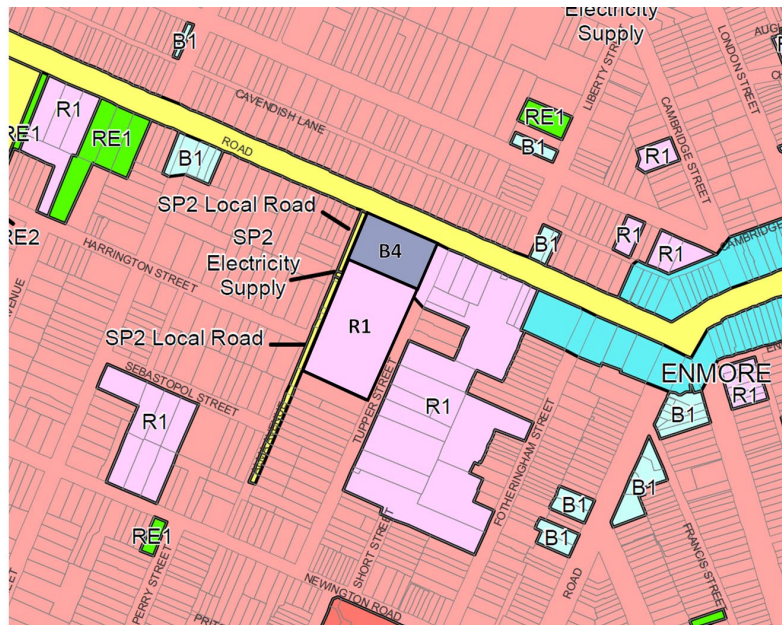 Electricity
Supply
B1
AUGU
LONDON STREET
LIBERTY STREET
CAVENDISH LANE
CAMBRIDGE STREET
R1
RE1
RE1
RE1
B1
ROAD
B1
R1
SP2 Local Road
SP2
Electricity
Supply
B4
B1
R1
R1
CAMBRIDGE
RE2
HARRINGTON STREET
AVENUE
R1
SP2 Local Road
SEBASTOPOL STREET
TUPPER STREET
ENMORE
R1
R1
R1
B1
FOTHERINGHAM STREET
B1
B1
B1
RE1
SHORT STREET
FRANCIS STREET
PERRY STREET
NEWINGTON ROAD
ROAD